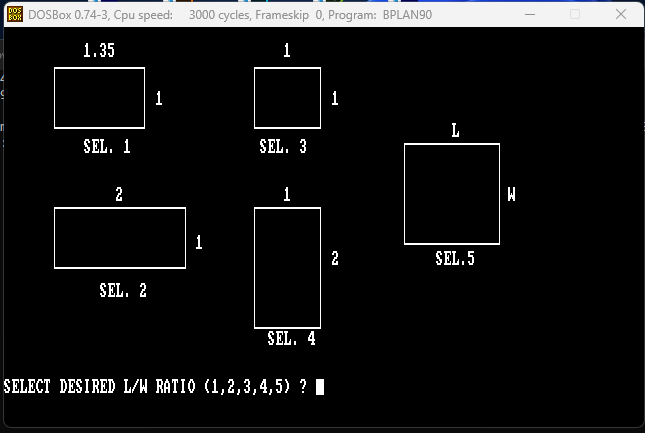 DOSBox 0.74-3, Cpu speed: 3000 cycles, Frameskip 0, Program: BPLAN90
1.35
1
1
1
SEL. 1
SEL. 3
L
W
2
1
1
2
SEL.5
SEL. 2
SEL. 4
SELECT DESIRED L/W RATIO (1,2,3,4,5) ?